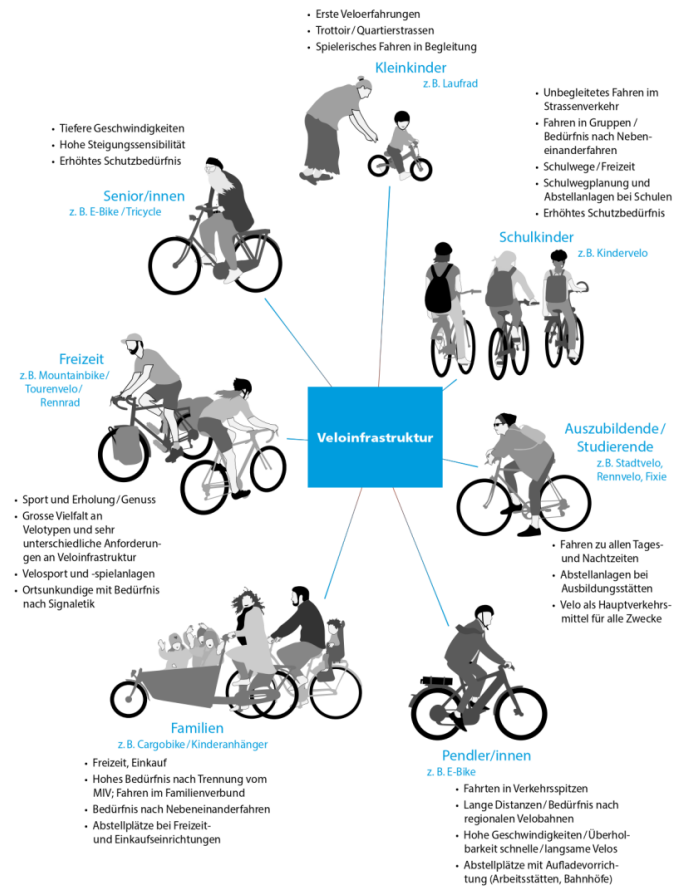 • Erste Veloerfahrungen
• Trottoir / Quartierstrassen
• Spielerisches Fahren in Begleitung
Kleinkinder
z. B. Laufrad
• Unbegleitetes Fahren im
Strassenverkehr
• Fahren in Gruppen /
Bedürfnis nach Neben-
einanderfahren
• Schulwege / Freizeit
• Schulwegplanung und
Abstellanlagen bei Schulen
• Erhöhtes Schutzbedürfnis
Schulkinder
z. B. Kindervelo
• Tiefere Geschwindigkeiten
• Hohe Steigungssensibilität
• Erhöhtes Schutzbedürfnis
Senior/innen
z. B. E-Bike / Tricycle
Freizeit
z. B. Mountainbike /
Tourenvelo /
Rennrad
• Sport und Erholung / Genuss
• Grosse Vielfalt an
Velotypen und sehr
unterschiedliche Anforderun-
gen an Veloinfrastruktur
• Velosport und -spielanlagen
• Ortsunkundige mit Bedürfnis
nach Signaletik
Veloinfrastruktur
Auszubildende /
Studierende
z. B. Stadtvelo,
Rennvelo, Fixie
• Fahren zu allen Tages-
und Nachtzeiten
• Abstellanlagen bei
Ausbildungsstätten
• Velo als Hauptverkehrs-
mittel für alle Zwecke
Familien
z. B. Cargobike / Kinderanhänger
• Freizeit, Einkauf
• Hohes Bedürfnis nach Trennung vom
MIV; Fahren im Familienverbund
• Bedürfnis nach Nebeneinanderfahren
• Abstellplätze bei Freizeit-
und Einkaufseinrichtungen
Pendler/innen
z. B. E-Bike
• Fahrten in Verkehrsspitzen
• Lange Distanzen / Bedürfnis nach
regionalen Velobahnen
• Hohe Geschwindigkeiten / Überhol-
barkeit schnelle / langsame Velos
• Abstellplätze mit Aufladevorrich-
tung (Arbeitsstätten, Bahnhöfe)